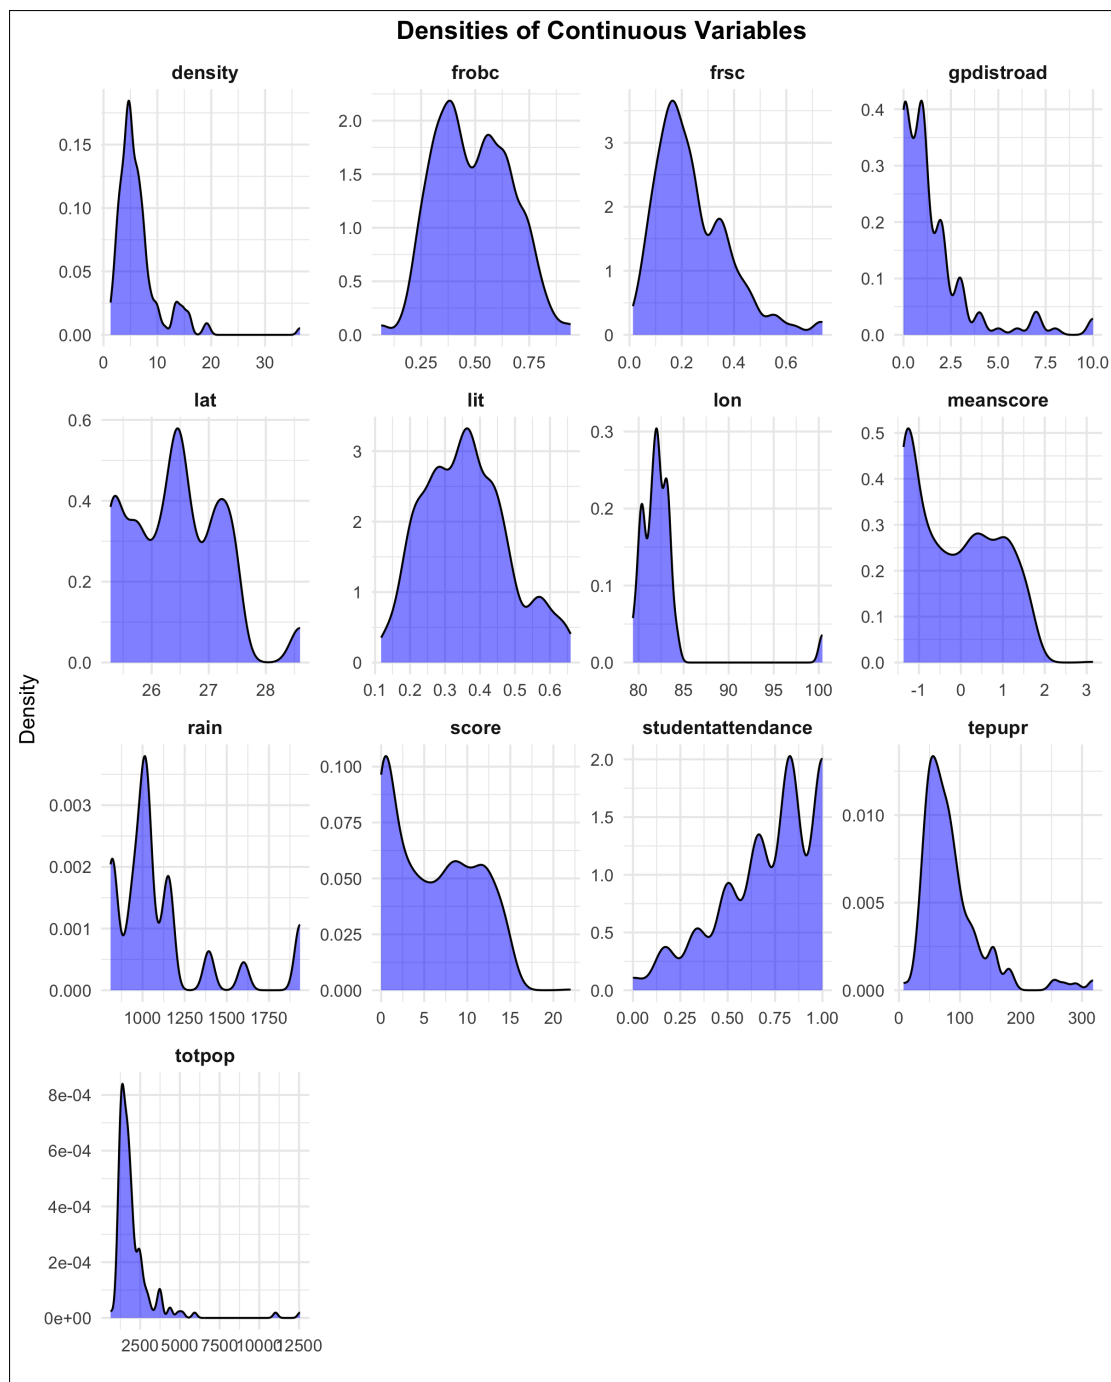 Densities of Continuous Variables
density
frobc
frsc
gpdistroad
0.00
0.05
0.10
0.15
0 10 20 30
0.0
0.5
1.0
1.5
2.0
0.25 0.50 0.75
0
1
2
3
0.0 0.2 0.4 0.6
0.0
0.1
0.2
0.3
0.4
0.0 2.5 5.0 7.5 10.0
lat
lit
lon
meanscore
0.0
0.2
0.4
0.6
26 27 28
0
1
2
3
0.1 0.2 0.3 0.4 0.5 0.6
0.0
0.1
0.2
0.3
80 85 90 95 100
0.0
0.1
0.2
0.3
0.4
0.5
-1 0 1 2 3
Density
rain
score
studentattendance
tepupr
0.000
0.001
0.002
0.003
1000 1250 1500 1750
0.000
0.025
0.050
0.075
0.100
0 5 10 15 20
0.0
0.5
1.0
1.5
2.0
0.00 0.25 0.50 0.75 1.00
0.000
0.005
0.010
0 100 200 300
totpop
0e+00
2e-04
4e-04
6e-04
8e-04
2500 5000 7500 10000 12500